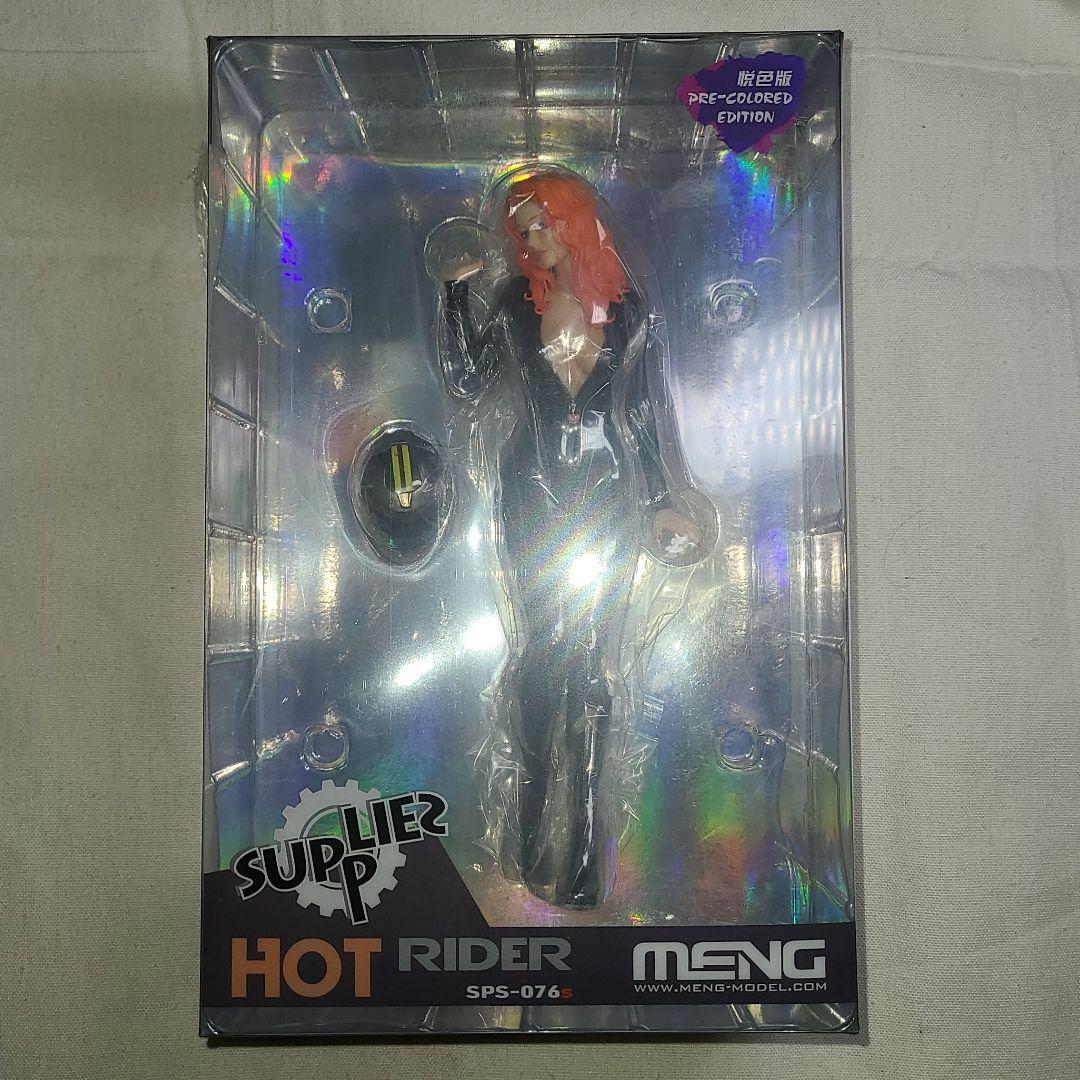 悦色版
PRE-COLORED
EDITION
SUPPLIES
HOT RIDER
SPS-076s
MENG
WWW.MENG-MODEL.COM